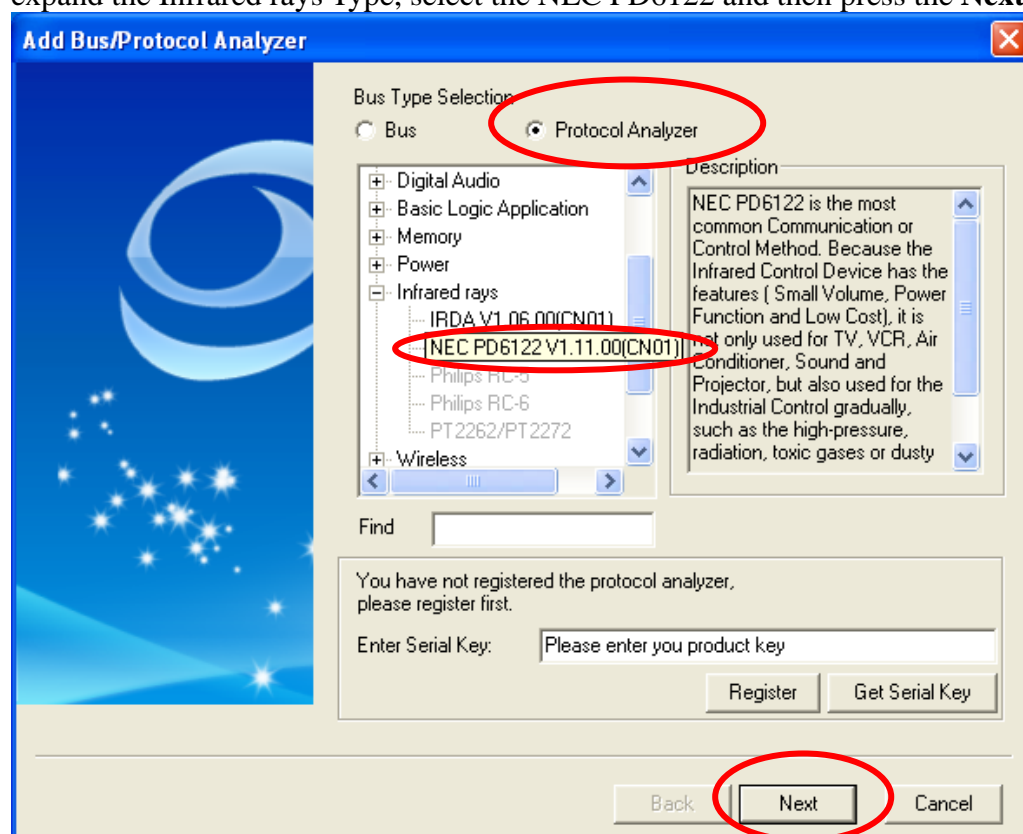 expand the Infrared rays Type, select the NEC PD6122 and then press the Next
Add Bus/Protocol Analyzer
Bus Type Selection
Bus
Protocol Analyzer
Digital Audio
Basic Logic Application
Memory
Power
Infrared rays
IRDA V1.06.00(CN01)
NEC PD6122 V1.11.00(CN01)
Philips RC-5
Philips RC-6
PT2262/PT2272
Wireless
Description
NEC PD6122 is the most
common Communication or
Control Method. Because the
Infrared Control Device has the
features ( Small Volume, Power
Function and Low Cost), it is
not only used for TV, VCR, Air
Conditioner, Sound and
Projector, but also used for the
Industrial Control gradually,
such as the high-pressure,
radiation, toxic gases or dusty
Find
You have not registered the protocol analyzer,
please register first.
Enter Serial Key:
Please enter you product key
Register
Get Serial Key
Back
Next
Cancel